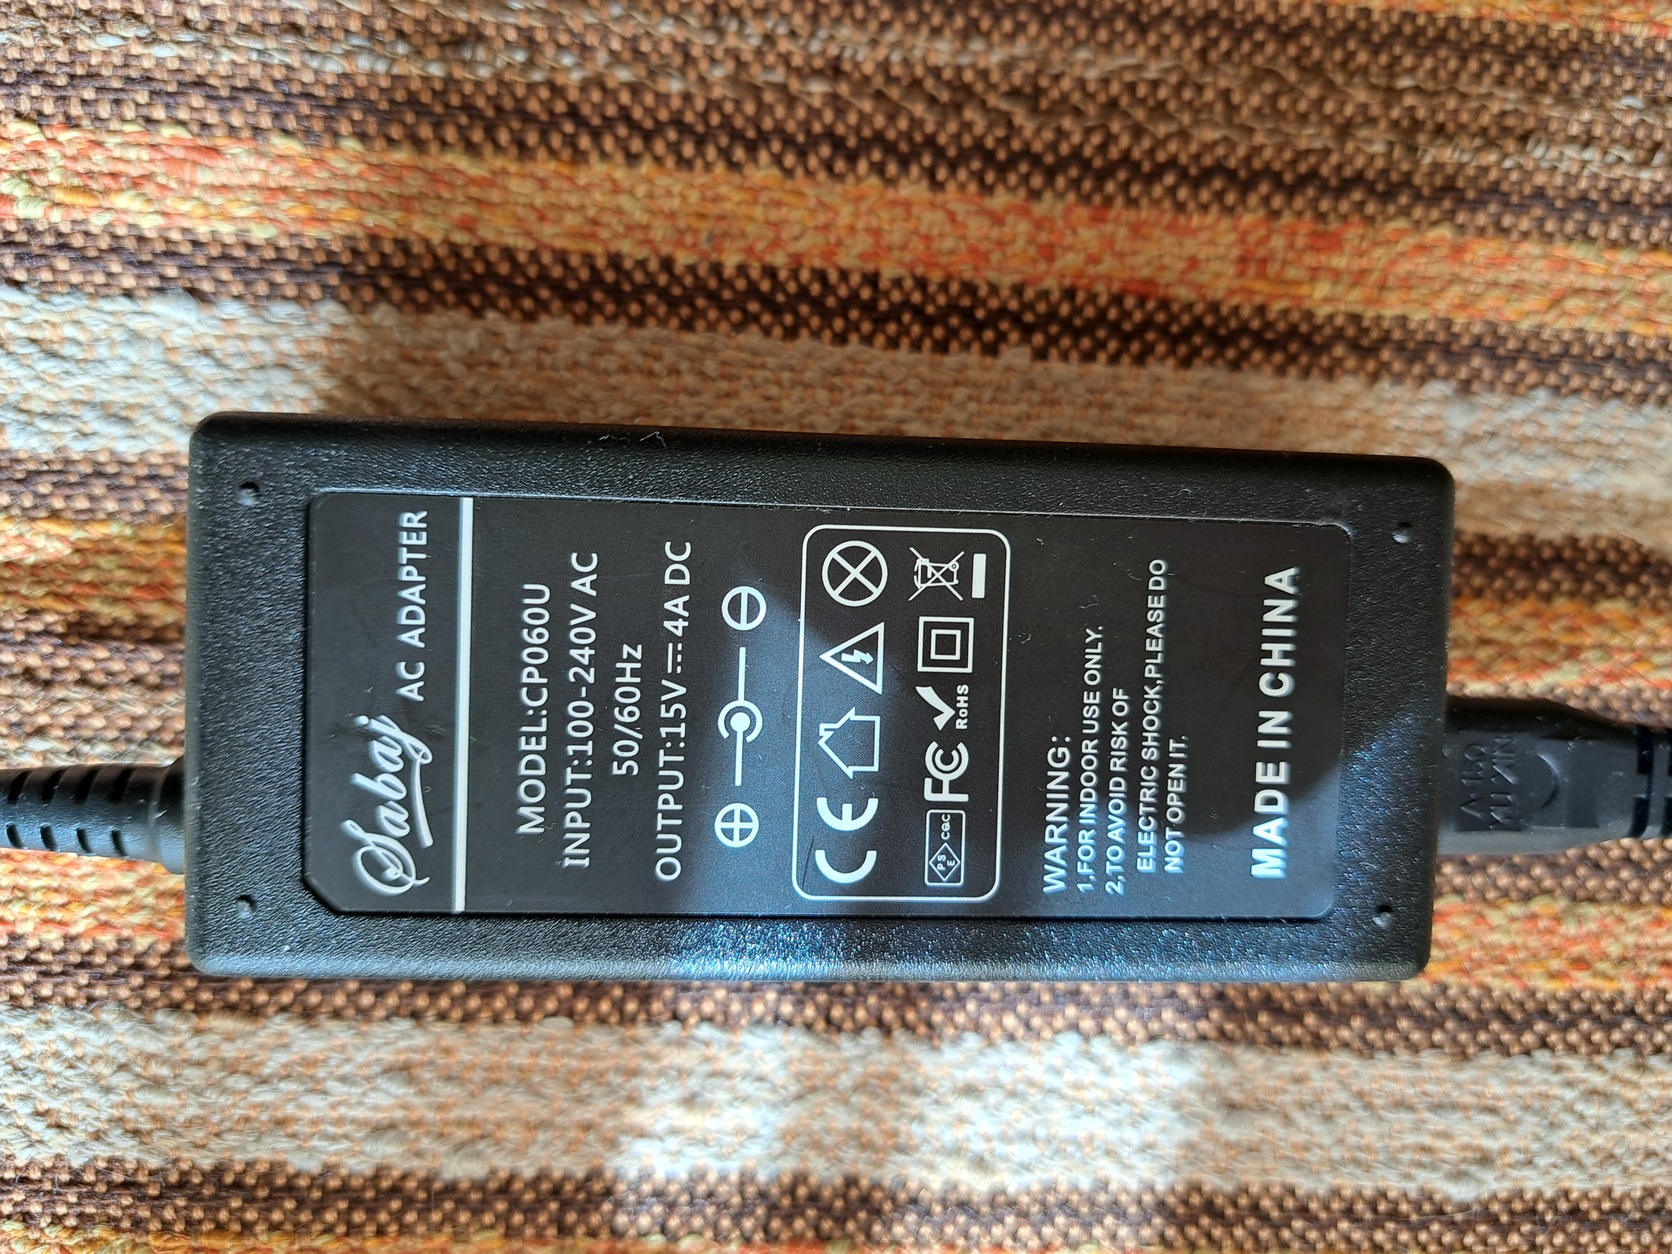 Sabaj AC ADAPTER
MODEL:CP060U
INPUT:100-240V AC
50/60Hz
OUTPUT:15V⎓4A DC
CE
FC RoHS
PSE CQC
WARNING:
1,FOR INDOOR USE ONLY.
2,TO AVOID RISK OF
ELECTRIC SHOCK,PLEASE DO
NOT OPEN IT.
MADE IN CHINA